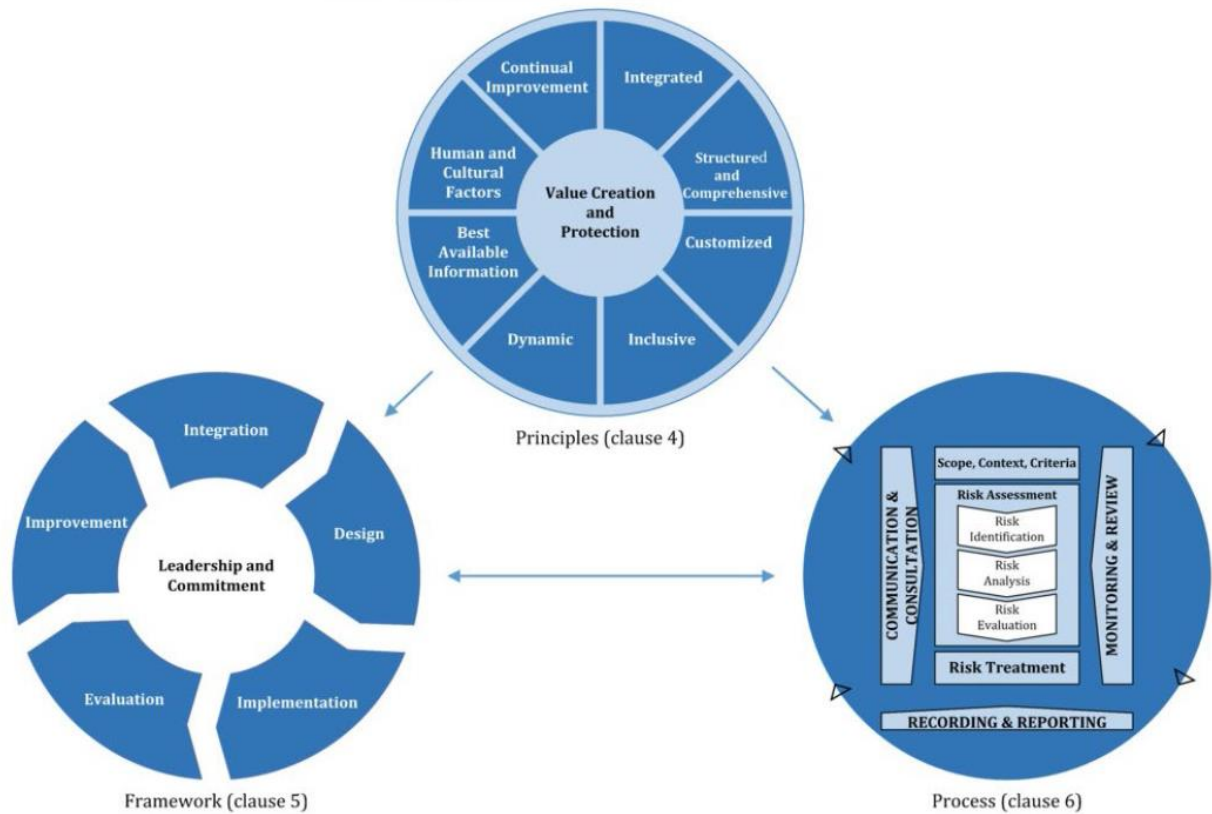 Continual
Improvement
Integrated
Human and
Cultural
Factors
Structured
and
Comprehensive
Value Creation
and
Protection
Best
Available
Information
Customized
Dynamic
Inclusive
Principles (clause 4)
Integration
Improvement
Design
Leadership and
Commitment
Evaluation
Implementation
Framework (clause 5)
COMMUNICATION &
CONSULTATION
Scope, Context, Criteria
Risk Assessment
Risk
Identification
Risk
Analysis
Risk
Evaluation
Risk Treatment
MONITORING & REVIEW
RECORDING & REPORTING
Process (clause 6)